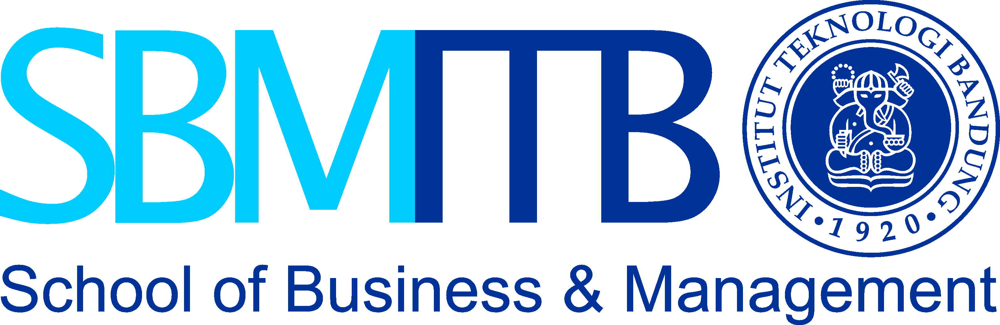 SBMITB
INSTITUT TEKNOLOGI BANDUNG
• 1920 •
School of Business & Management